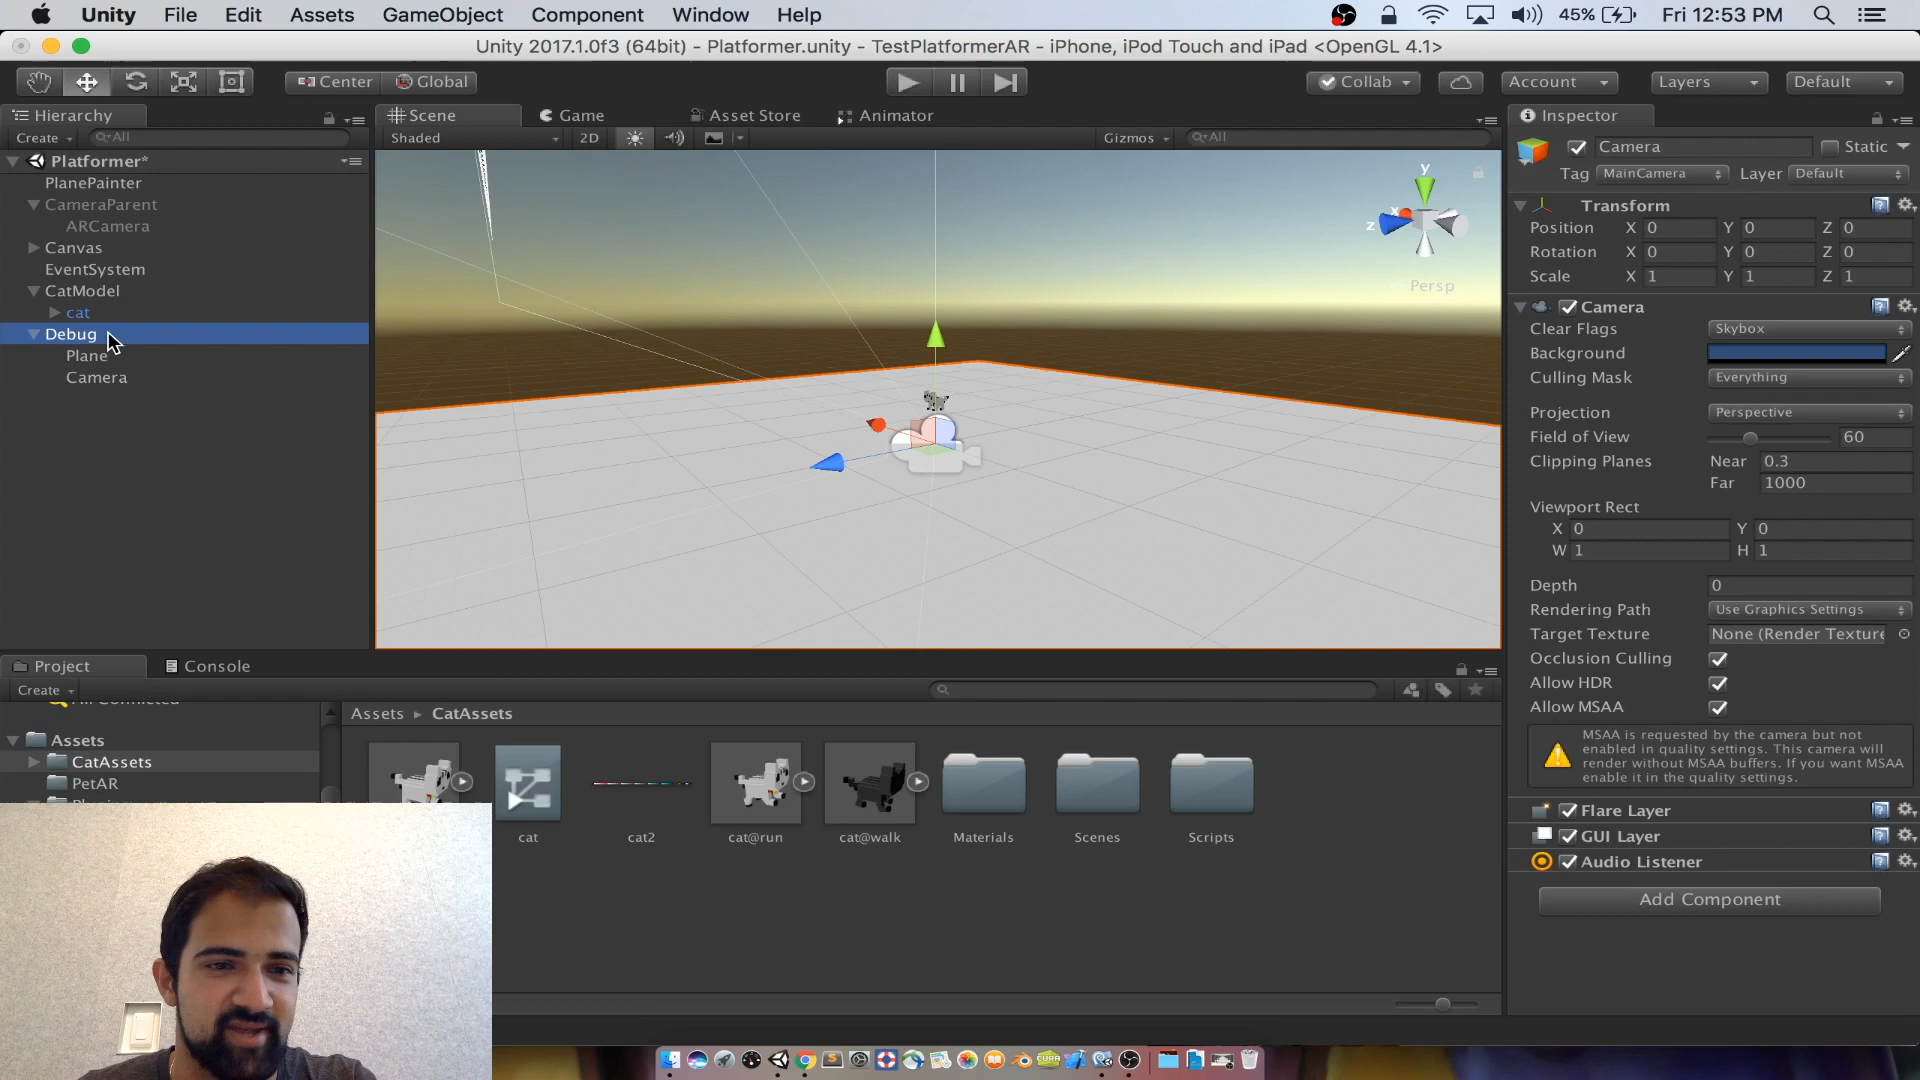 Unity File Edit Assets GameObject Component Window Help 45% Fri 12:53 PM
Unity 2017.1.0f3 (64bit) - Platformer.unity - TestPlatformerAR - iPhone, iPod Touch and iPad <OpenGL 4.1>
Center Global Collab Account Layers Default
Hierarchy
Create All
Platformer*
PlanePainter
CameraParent
ARCamera
Canvas
EventSystem
CatModel
cat
Debug
Plane
Camera
Scene Game Asset Store Animator
Shaded 2D Gizmos All
y
x
z
Persp
Inspector
Camera Static
Tag MainCamera Layer Default
Transform
Position X 0 Y 0 Z 0
Rotation X 0 Y 0 Z 0
Scale X 1 Y 1 Z 1
Camera
Clear Flags Skybox
Background
Culling Mask Everything
Projection Perspective
Field of View 60
Clipping Planes Near 0.3
Far 1000
Viewport Rect
X 0 Y 0
W 1 H 1
Depth 0
Rendering Path Use Graphics Settings
Target Texture None (Render Texture
Occlusion Culling
Allow HDR
Allow MSAA
MSAA is requested by the camera but not
enabled in quality settings. This camera will
render without MSAA buffers. If you want MSAA
enable it in the quality settings.
Flare Layer
GUI Layer
Audio Listener
Add Component
Project Console
Create
Assets
CatAssets
PetAR
Assets CatAssets
cat cat2 cat@run cat@walk Materials Scenes Scripts
CURA